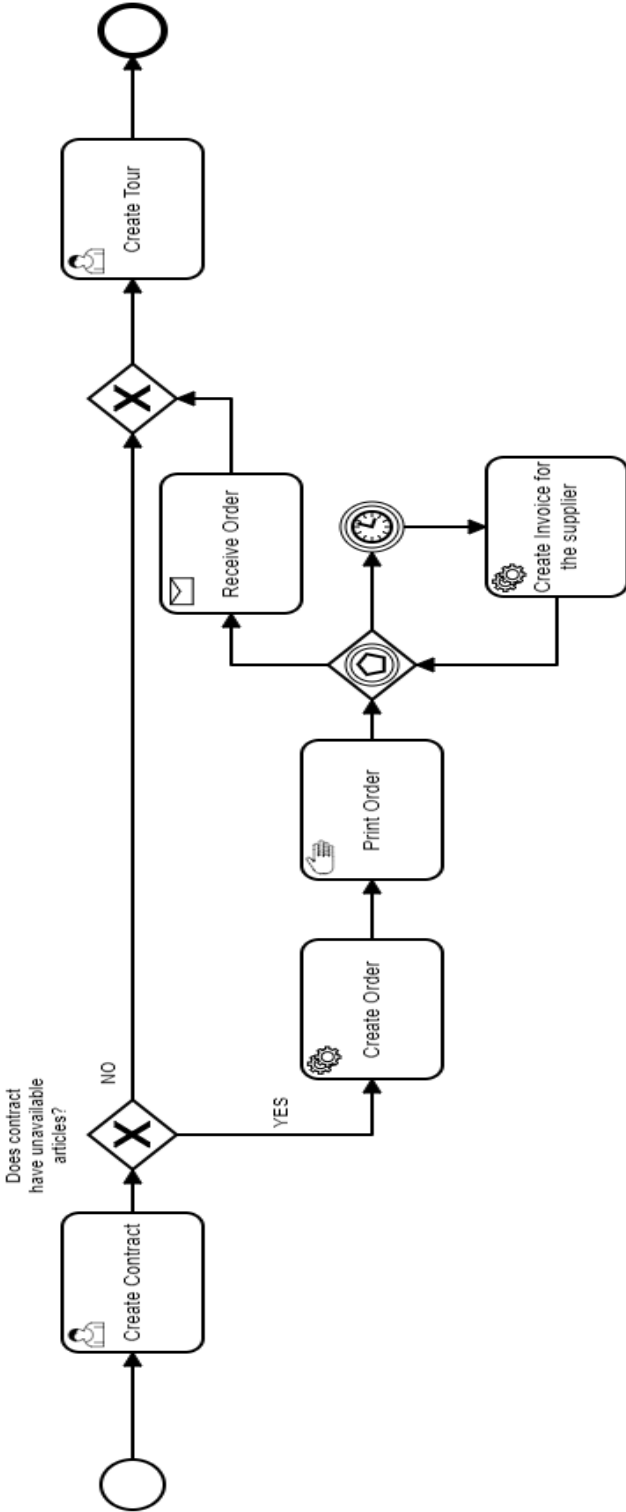 Create Contract
Does contract
have unavailable
articles?
NO
YES
Create Order
Print Order
Receive Order
Create Invoice for
the supplier
Create Tour